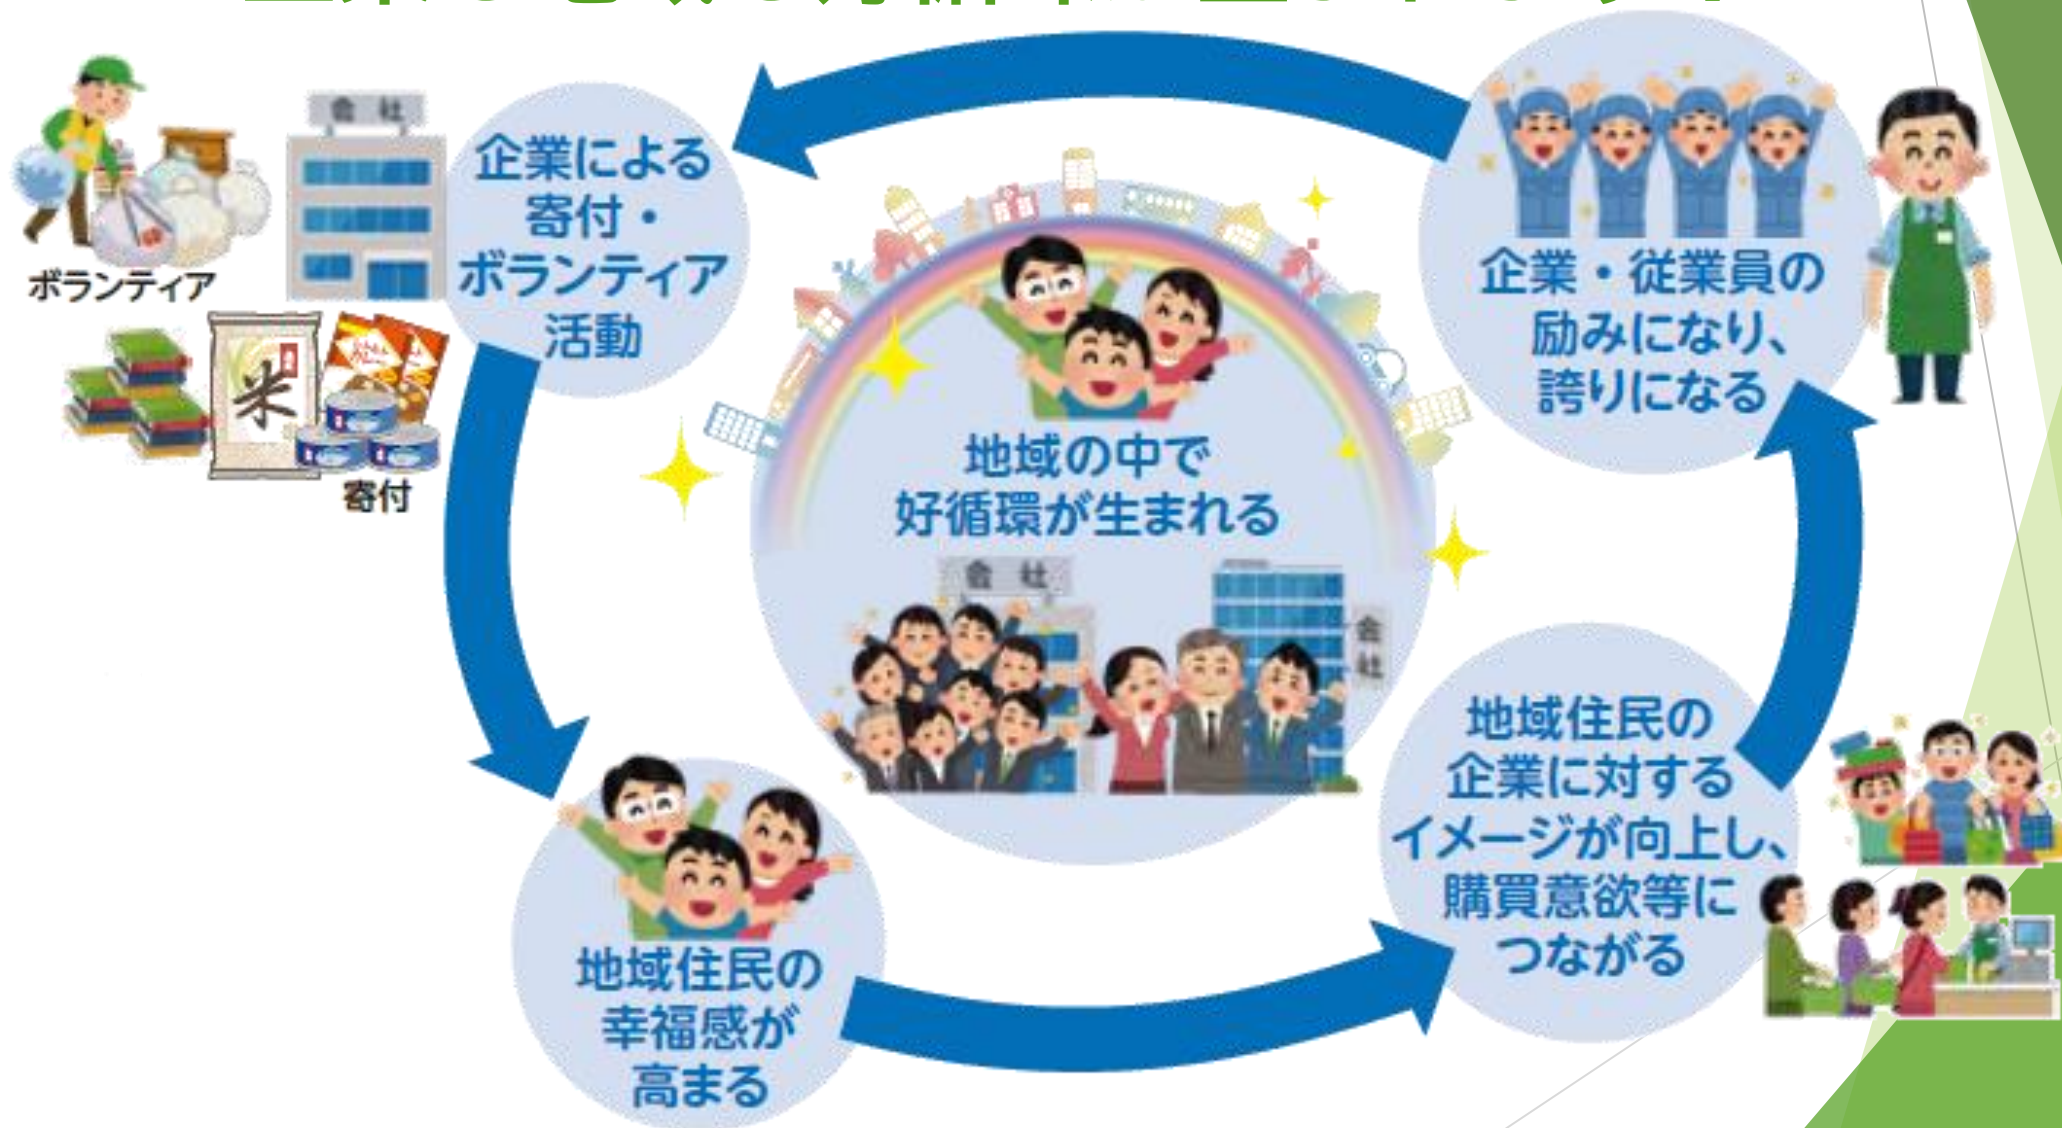 会 社
企業による
寄付・
ボランティア
活動
ボランティア
米
寄付
企業・従業員の
励みになり、
誇りになる
地域の中で
好循環が生まれる
会 社
会社
地域住民の
幸福感が
高まる
地域住民の
企業に対する
イメージが向上し、
購買意欲等に
つながる